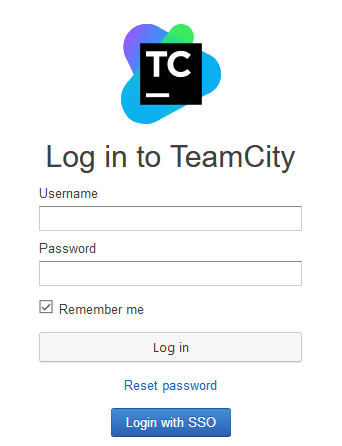 TC
Log in to TeamCity
Username
Password
Remember me
Log in
Reset password
Login with SSO